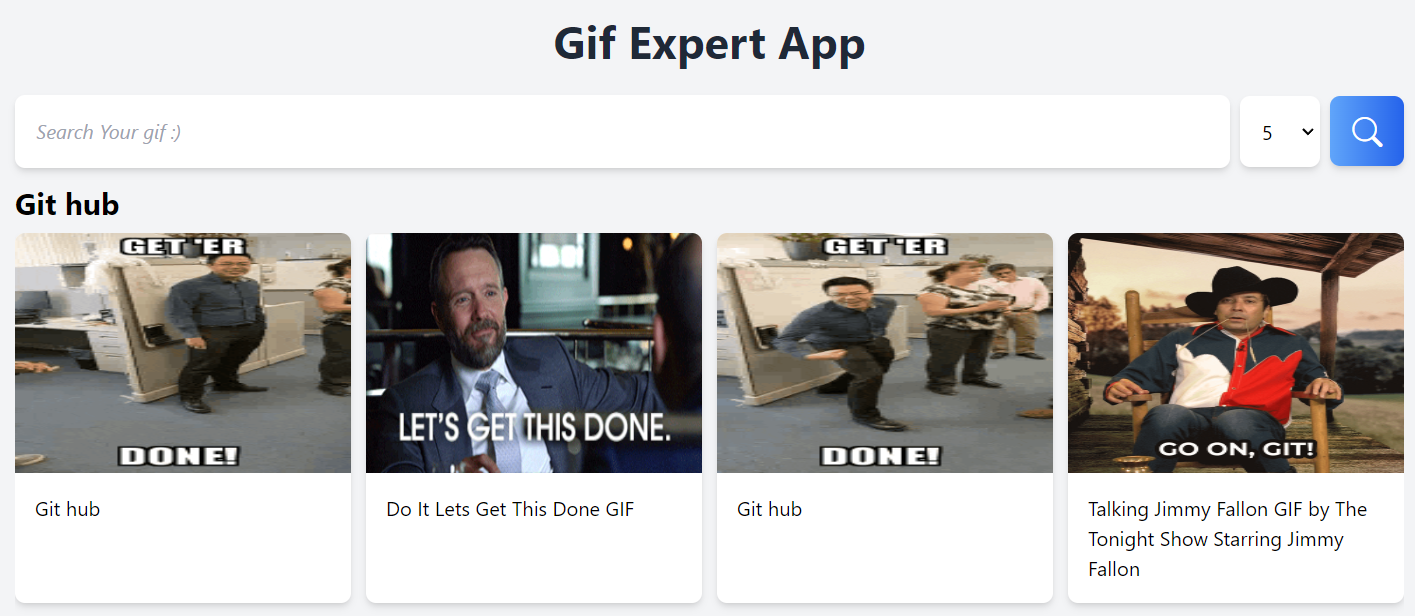 Gif Expert App
Search Your gif :)
5
Git hub
GET 'ER
DONE!
LET'S GET THIS DONE.
GET 'ER
DONE!
GO ON, GIT!
Git hub
Do It Lets Get This Done GIF
Git hub
Talking Jimmy Fallon GIF by The
Tonight Show Starring Jimmy
Fallon